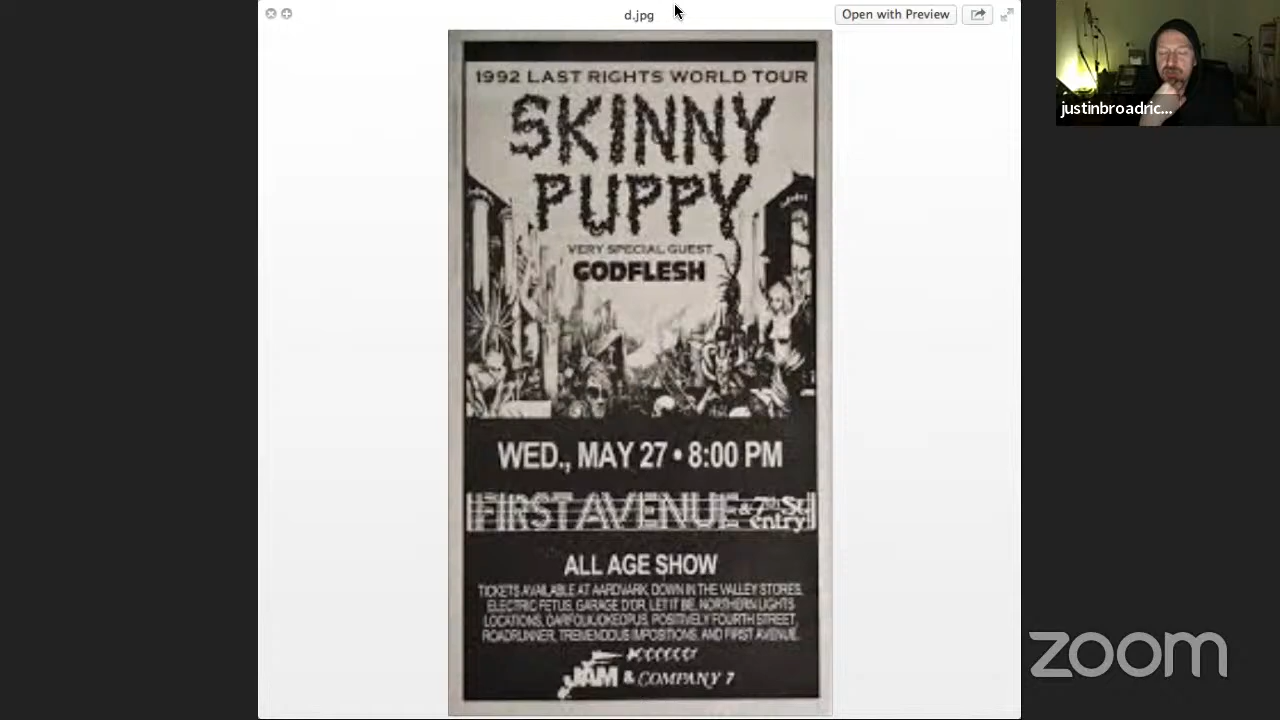 d.jpg
Open with Preview
justinbroadric...
1992 LAST RIGHTS WORLD TOUR
SKINNY
PUPPY
VERY SPECIAL GUEST
GODFLESH
WED., MAY 27 • 8:00 PM
FIRST AVENUE & 7th St. entry
ALL AGE SHOW
TICKETS AVAILABLE AT AARDVARK, DOWN IN THE VALLEY STORES,
ELECTRIC FETUS, GARAGE D'OR, LET IT BE, NORTHERN LIGHTS
LOCATIONS, OARFOLKJOKEOPUS, POSITIVELY FOURTH STREET,
ROADRUNNER, TREMENDOUS IMPOSITIONS, AND FIRST AVENUE.
JAM & COMPANY 7
zoom